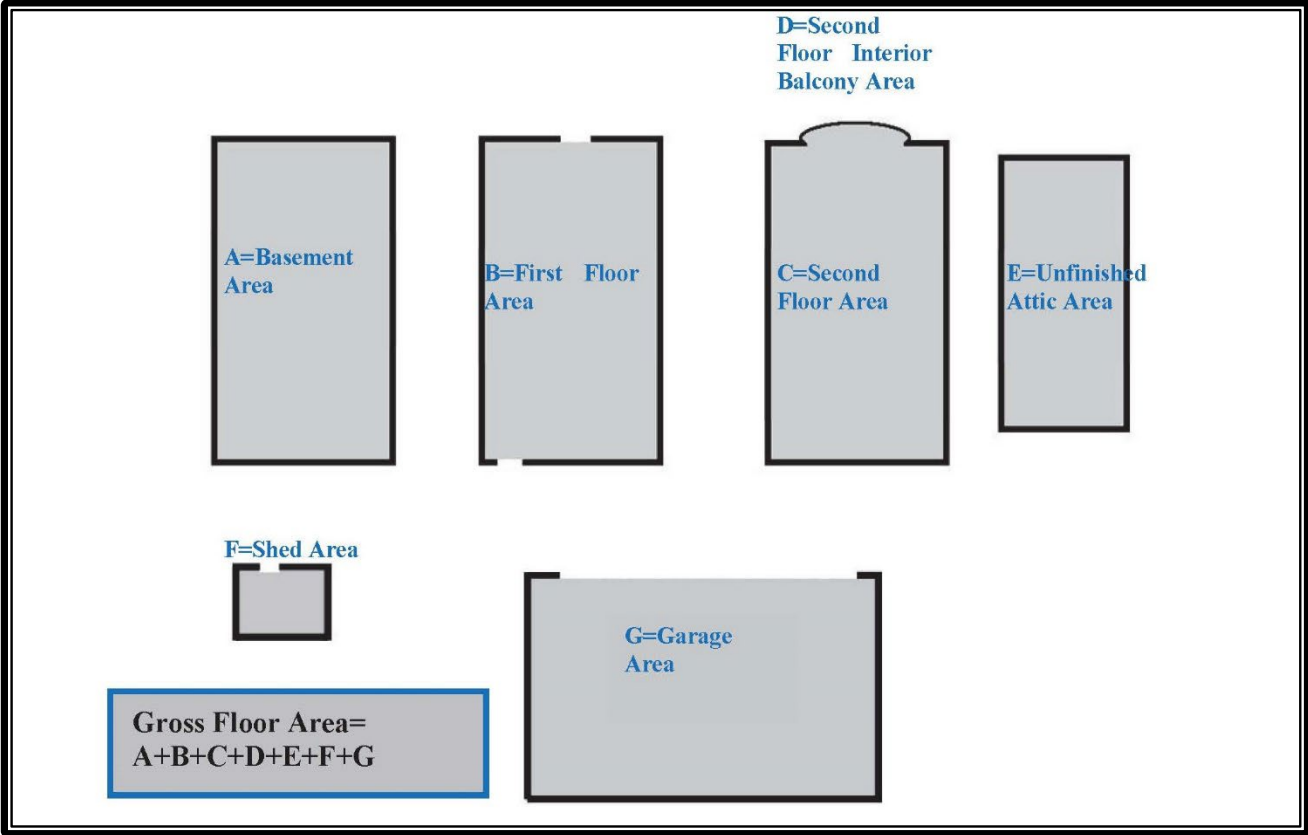 D=Second
Floor Interior
Balcony Area
A=Basement
Area
B=First Floor
Area
C=Second
Floor Area
E=Unfinished
Attic Area
F=Shed Area
G=Garage
Area
Gross Floor Area=
A+B+C+D+E+F+G